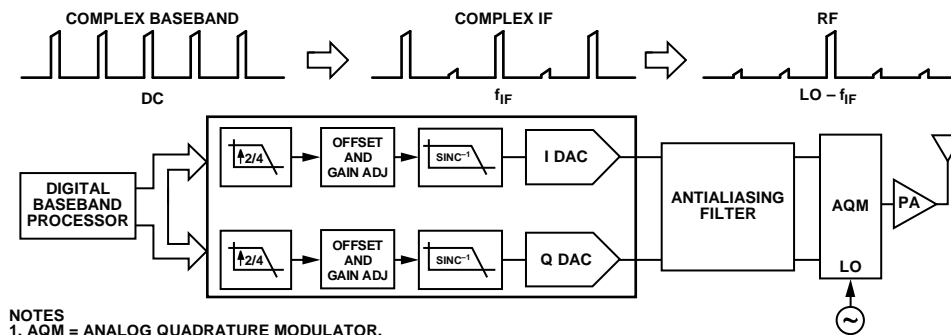 COMPLEX BASEBAND
COMPLEX IF
RF
DC
fIF
LO – fIF
DIGITAL
BASEBAND
PROCESSOR
2/4
OFFSET
AND
GAIN ADJ
SINC–1
I DAC
2/4
OFFSET
AND
GAIN ADJ
SINC–1
Q DAC
ANTIALIASING
FILTER
AQM
LO
PA
NOTES
1. AQM = ANALOG QUADRATURE MODULATOR.